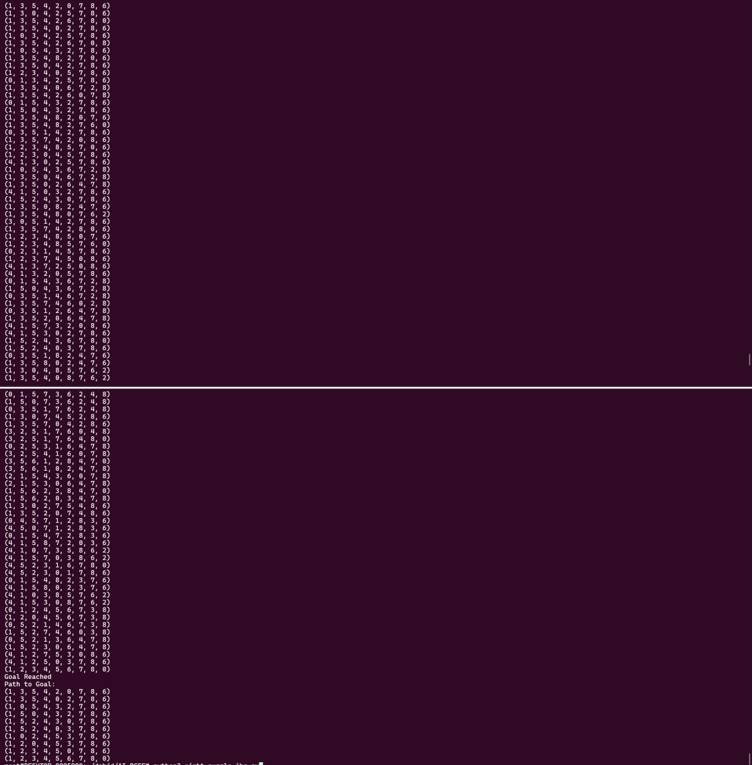 (1, 3, 5, 4, 2, 0, 7, 8, 6)
(1, 3, 0, 4, 2, 5, 7, 8, 6)
(1, 3, 5, 4, 2, 6, 7, 8, 0)
(1, 3, 5, 4, 0, 2, 7, 8, 6)
(1, 0, 3, 4, 2, 5, 7, 8, 6)
(1, 3, 5, 4, 2, 6, 7, 0, 8)
(1, 0, 5, 4, 3, 2, 7, 8, 6)
(1, 3, 5, 4, 8, 2, 7, 0, 6)
(1, 3, 5, 0, 4, 2, 7, 8, 6)
(1, 2, 3, 4, 0, 5, 7, 8, 6)
(0, 1, 3, 4, 2, 5, 7, 8, 6)
(1, 3, 5, 4, 0, 6, 7, 2, 8)
(1, 3, 5, 4, 2, 6, 0, 7, 8)
(0, 1, 5, 4, 3, 2, 7, 8, 6)
(1, 5, 0, 4, 3, 2, 7, 8, 6)
(1, 3, 5, 4, 8, 2, 0, 7, 6)
(1, 3, 5, 4, 8, 2, 7, 6, 0)
(0, 3, 5, 1, 4, 2, 7, 8, 6)
(1, 3, 5, 7, 4, 2, 0, 8, 6)
(1, 2, 3, 4, 8, 5, 7, 0, 6)
(1, 2, 3, 0, 4, 5, 7, 8, 6)
(4, 1, 3, 0, 2, 5, 7, 8, 6)
(1, 0, 5, 4, 3, 6, 7, 2, 8)
(1, 3, 5, 0, 4, 6, 7, 2, 8)
(1, 3, 5, 0, 2, 6, 4, 7, 8)
(4, 1, 5, 0, 3, 2, 7, 8, 6)
(1, 5, 2, 4, 3, 0, 7, 8, 6)
(1, 3, 5, 0, 8, 2, 4, 7, 6)
(1, 3, 5, 4, 8, 0, 7, 6, 2)
(3, 0, 5, 1, 4, 2, 7, 8, 6)
(1, 3, 5, 7, 4, 2, 8, 0, 6)
(1, 2, 3, 4, 8, 5, 0, 7, 6)
(1, 2, 3, 4, 8, 5, 7, 6, 0)
(0, 2, 3, 1, 4, 5, 7, 8, 6)
(1, 2, 3, 7, 4, 5, 0, 8, 6)
(4, 1, 3, 7, 2, 5, 0, 8, 6)
(4, 1, 3, 2, 0, 5, 7, 8, 6)
(0, 1, 5, 4, 3, 6, 7, 2, 8)
(1, 5, 0, 4, 3, 6, 7, 2, 8)
(0, 3, 5, 1, 4, 6, 7, 2, 8)
(1, 3, 5, 7, 4, 6, 0, 2, 8)
(0, 3, 5, 1, 2, 6, 4, 7, 8)
(1, 3, 5, 2, 0, 6, 4, 7, 8)
(4, 1, 5, 7, 3, 2, 0, 8, 6)
(4, 1, 5, 3, 0, 2, 7, 8, 6)
(1, 5, 2, 4, 3, 6, 7, 8, 0)
(1, 5, 2, 4, 0, 3, 7, 8, 6)
(0, 3, 5, 1, 8, 2, 4, 7, 6)
(1, 3, 5, 8, 0, 2, 4, 7, 6)
(1, 3, 0, 4, 8, 5, 7, 6, 2)
(1, 3, 5, 4, 0, 8, 7, 6, 2)
(0, 1, 5, 7, 3, 6, 2, 4, 8)
(1, 5, 0, 7, 3, 6, 2, 4, 8)
(0, 3, 5, 1, 7, 6, 2, 4, 8)
(1, 3, 0, 7, 4, 5, 2, 8, 6)
(1, 3, 5, 7, 0, 4, 2, 8, 6)
(3, 2, 5, 1, 7, 6, 0, 4, 8)
(3, 2, 5, 1, 7, 6, 4, 8, 0)
(0, 2, 5, 3, 1, 6, 4, 7, 8)
(3, 2, 5, 4, 1, 6, 0, 7, 8)
(3, 5, 6, 1, 2, 8, 4, 7, 0)
(3, 5, 6, 1, 0, 2, 4, 7, 8)
(2, 1, 5, 4, 3, 6, 0, 7, 8)
(2, 1, 5, 3, 0, 6, 4, 7, 8)
(1, 5, 6, 2, 3, 8, 4, 7, 0)
(1, 5, 6, 2, 0, 3, 4, 7, 8)
(1, 3, 0, 2, 7, 5, 4, 8, 6)
(1, 3, 5, 2, 0, 7, 4, 8, 6)
(0, 4, 5, 7, 1, 2, 8, 3, 6)
(4, 5, 0, 7, 1, 2, 8, 3, 6)
(0, 1, 5, 4, 7, 2, 8, 3, 6)
(4, 1, 5, 8, 7, 2, 0, 3, 6)
(4, 1, 0, 7, 3, 5, 8, 6, 2)
(4, 1, 5, 7, 0, 3, 8, 6, 2)
(4, 5, 2, 3, 1, 6, 7, 8, 0)
(4, 5, 2, 3, 0, 1, 7, 8, 6)
(0, 1, 5, 4, 8, 2, 3, 7, 6)
(4, 1, 5, 8, 0, 2, 3, 7, 6)
(4, 1, 0, 3, 8, 5, 7, 6, 2)
(4, 1, 5, 3, 0, 8, 7, 6, 2)
(0, 1, 2, 4, 5, 6, 7, 3, 8)
(1, 2, 0, 4, 5, 6, 7, 3, 8)
(0, 5, 2, 1, 4, 6, 7, 3, 8)
(1, 5, 2, 7, 4, 6, 0, 3, 8)
(0, 5, 2, 1, 3, 6, 4, 7, 8)
(1, 5, 2, 3, 0, 6, 4, 7, 8)
(4, 1, 2, 7, 5, 3, 0, 8, 6)
(4, 1, 2, 5, 0, 3, 7, 8, 6)
(1, 2, 3, 4, 5, 6, 7, 8, 0)
Goal Reached
Path to Goal:
(1, 3, 5, 4, 2, 0, 7, 8, 6)
(1, 3, 5, 4, 0, 2, 7, 8, 6)
(1, 0, 5, 4, 3, 2, 7, 8, 6)
(1, 5, 0, 4, 3, 2, 7, 8, 6)
(1, 5, 2, 4, 3, 0, 7, 8, 6)
(1, 5, 2, 4, 0, 3, 7, 8, 6)
(1, 0, 2, 4, 5, 3, 7, 8, 6)
(1, 2, 0, 4, 5, 3, 7, 8, 6)
(1, 2, 3, 4, 5, 0, 7, 8, 6)
(1, 2, 3, 4, 5, 6, 7, 8, 0)